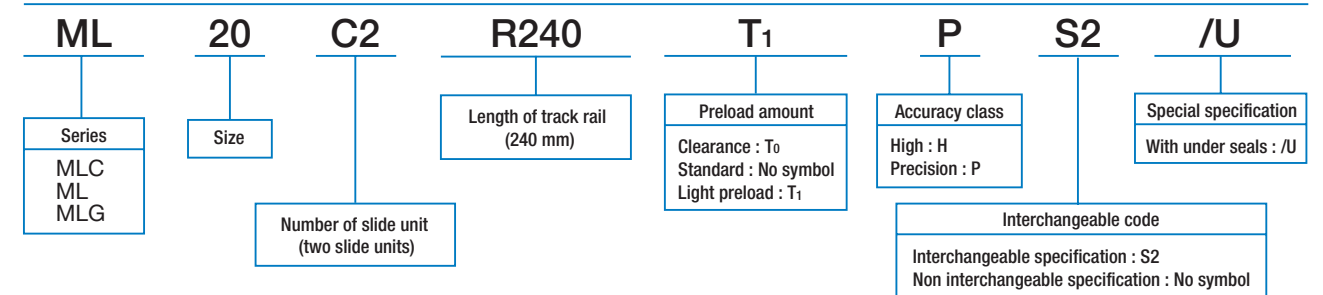 ML 20 C2 R240 T1 P S2 /U
Series
MLC
ML
MLG
Size
Number of slide unit
(two slide units)
Length of track rail
(240 mm)
Preload amount
Clearance : T0
Standard : No symbol
Light preload : T1
Accuracy class
High : H
Precision : P
Interchangeable code
Interchangeable specification : S2
Non interchangeable specification : No symbol
Special specification
With under seals : /U